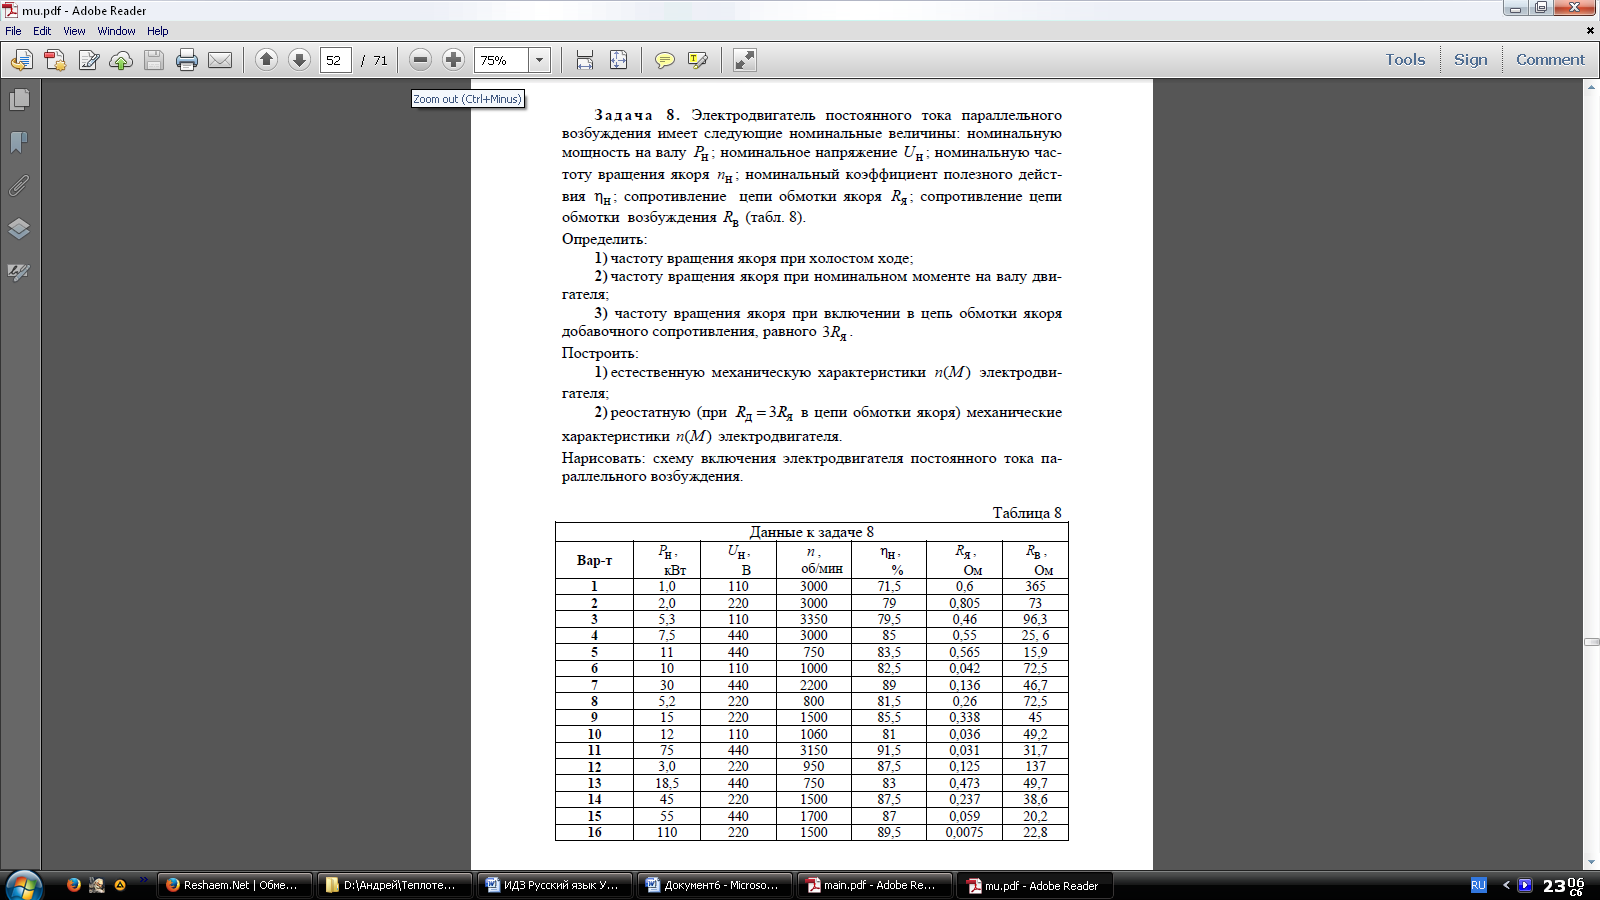 mu.pdf - Adobe Reader
File Edit View Window Help
52 / 71 75% Tools Sign Comment
Zoom out (Ctrl+Minus)
Задача 8. Электродвигатель постоянного тока параллельного
возбуждения имеет следующие номинальные величины: номинальную
мощность на валу Pн; номинальное напряжение Uн; номинальную час-
тоту вращения якоря nн; номинальный коэффициент полезного дейст-
вия ηн; сопротивление цепи обмотки якоря Rя; сопротивление цепи
обмотки возбуждения Rв (табл. 8).
Определить:
1) частоту вращения якоря при холостом ходе;
2) частоту вращения якоря при номинальном моменте на валу дви-
гателя;
3) частоту вращения якоря при включении в цепь обмотки якоря
добавочного сопротивления, равного 3Rя.
Построить:
1) естественную механическую характеристики n(M) электродви-
гателя;
2) реостатную (при Rд = 3Rя в цепи обмотки якоря) механические
характеристики n(M) электродвигателя.
Нарисовать: схему включения электродвигателя постоянного тока па-
раллельного возбуждения.
Таблица 8
Данные к задаче 8
Вар-т Pн, кВт Uн, В n, об/мин ηн, % Rя, Ом Rв, Ом
1 1,0 110 3000 71,5 0,6 365
2 2,0 220 3000 79 0,805 73
3 5,3 110 3350 79,5 0,46 96,3
4 7,5 440 3000 85 0,55 25, 6
5 11 440 750 83,5 0,565 15,9
6 10 110 1000 82,5 0,042 72,5
7 30 440 2200 89 0,136 46,7
8 5,2 220 800 81,5 0,26 72,5
9 15 220 1500 85,5 0,338 45
10 12 110 1060 81 0,036 49,2
11 75 440 3150 91,5 0,031 31,7
12 3,0 220 950 87,5 0,125 137
13 18,5 440 750 83 0,473 49,7
14 45 220 1500 87,5 0,237 38,6
15 55 440 1700 87 0,059 20,2
16 110 220 1500 89,5 0,0075 22,8
Reshaem.Net | Обме... D:\Андрей\Теплоте... ИДЗ Русский язык У... Документ6 - Microso... main.pdf - Adobe Re... mu.pdf - Adobe Reader RU 23 06 Сб